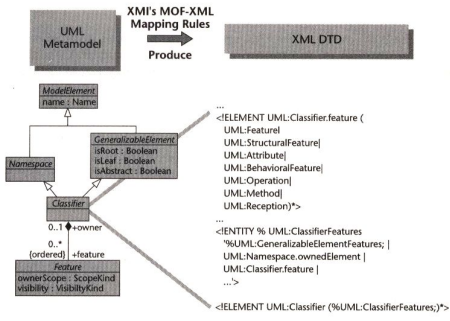 UML
Metamodel
XMI's MOF-XML
Mapping Rules
Produce
XML DTD
ModelElement
name : Name
GeneralizableElement
isRoot : Boolean
isLeaf : Boolean
isAbstract : Boolean
Namespace
Classifier
0..1 +owner
0..*
{ordered} +feature
Feature
ownerScope : ScopeKind
visibility : VisibiltyKind
...
<!ELEMENT UML:Classifier.feature (
UML:Featurel
UML:StructuralFeature|
UML:Attribute|
UML:BehavioralFeature|
UML:Operation|
UML:Method|
UML:Reception)*>
...
<!ENTITY % UML:ClassifierFeatures
'%UML:GeneralizableElementFeatures; |
UML:Namespace.ownedElement |
UML:Classifier.feature |
...'>
<!ELEMENT UML:Classifier (%UML:ClassifierFeatures;)*>